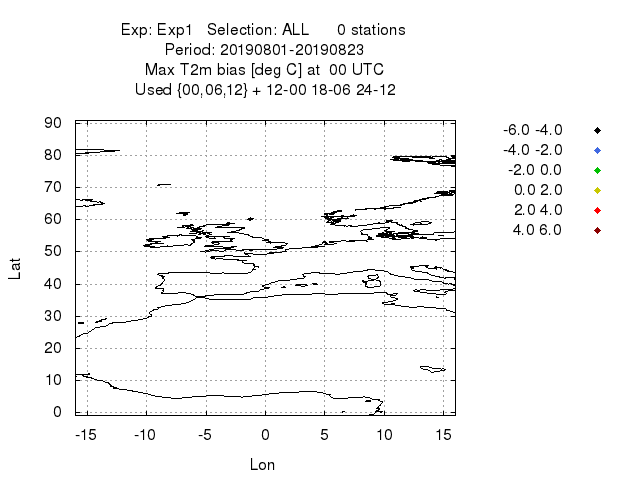 Exp: Exp1 Selection: ALL 0 stations
Period: 20190801-20190823
Max T2m bias [deg C] at 00 UTC
Used {00,06,12} + 12-00 18-06 24-12
90
80
70
60
50
40
30
20
10
0
Lat
-15 -10 -5 0 5 10 15
Lon
-6.0 -4.0
-4.0 -2.0
-2.0 0.0
0.0 2.0
2.0 4.0
4.0 6.0